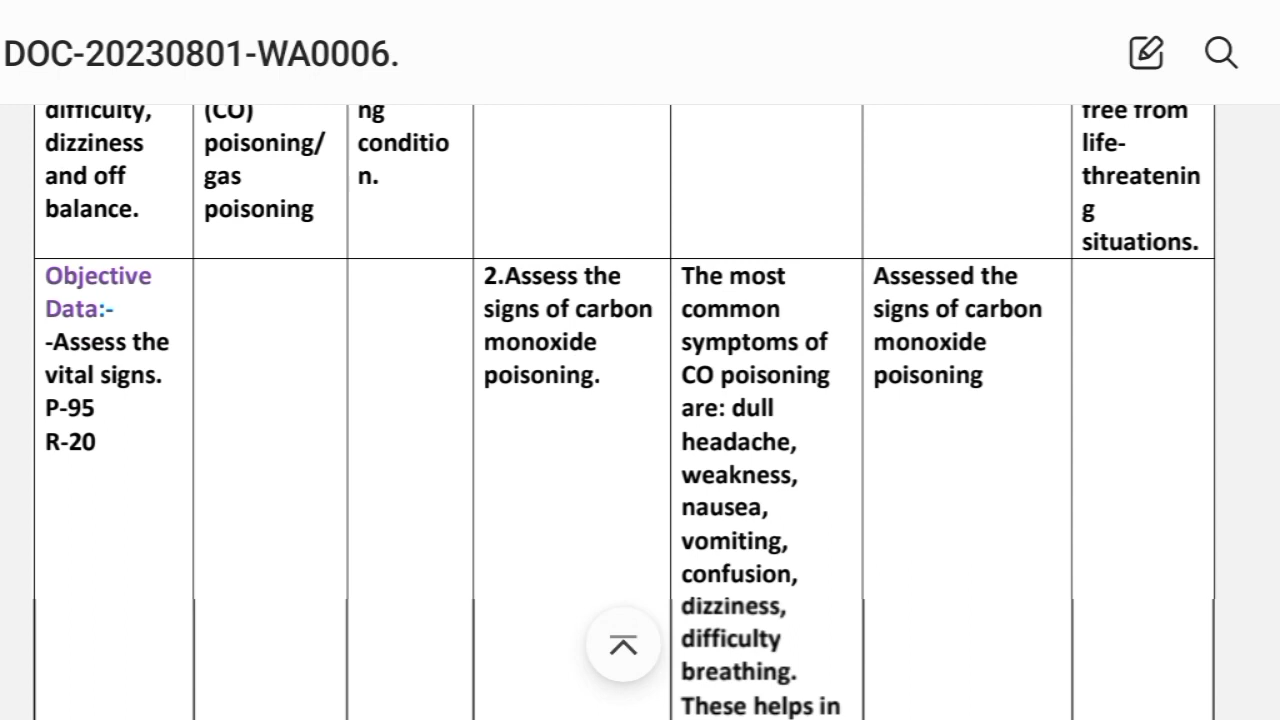 DOC-20230801-WA0006.
difficulty,
dizziness
and off
balance.
(CO)
poisoning/
gas
poisoning
ng
conditio
n.
free from
life-
threatenin
g
situations.
Objective
Data:-
-Assess the
vital signs.
P-95
R-20
2.Assess the
signs of carbon
monoxide
poisoning.
The most
common
symptoms of
CO poisoning
are: dull
headache,
weakness,
nausea,
vomiting,
confusion,
dizziness,
difficulty
breathing.
These helps in
Assessed the
signs of carbon
monoxide
poisoning